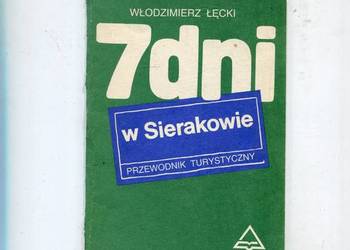 WŁODZIMIERZ ŁĘCKI
7dni
w Sierakowie
PRZEWODNIK TURYSTYCZNY